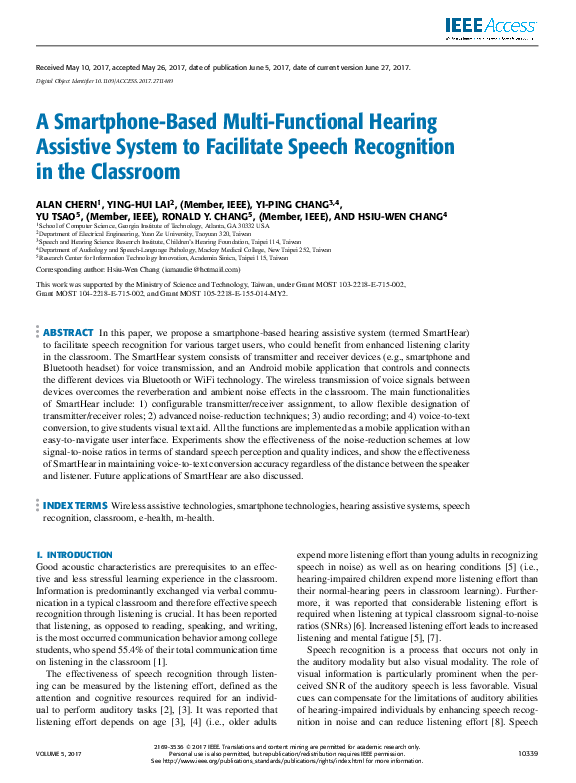 IEEE Access
Received May 10, 2017, accepted May 26, 2017, date of publication June 5, 2017, date of current version June 27, 2017.
Digital Object Identifier 10.1109/ACCESS.2017.2711489
A Smartphone-Based Multi-Functional Hearing
Assistive System to Facilitate Speech Recognition
in the Classroom
ALAN CHERN1, YING-HUI LAI2, (Member, IEEE), YI-PING CHANG3,4,
YU TSAO5, (Member, IEEE), RONALD Y. CHANG5, (Member, IEEE), AND HSIU-WEN CHANG4
1School of Computer Science, Georgia Institute of Technology, Atlanta, GA 30332 USA
2Department of Electrical Engineering, Yuan Ze University, Taoyuan 320, Taiwan
3Speech and Hearing Science Research Institute, Children's Hearing Foundation, Taipei 114, Taiwan
4Department of Audiology and Speech-Language Pathology, Mackay Medical College, New Taipei 252, Taiwan
5Research Center for Information Technology Innovation, Academia Sinica, Taipei 115, Taiwan
Corresponding author: Hsiu-Wen Chang (iamaudie@hotmail.com)
This work was supported by the Ministry of Science and Technology, Taiwan, under Grant MOST 103-2218-E-715-002,
Grant MOST 104-2218-E-715-002, and Grant MOST 105-2218-E-155-014-MY2.
ABSTRACT In this paper, we propose a smartphone-based hearing assistive system (termed SmartHear)
to facilitate speech recognition for various target users, who could benefit from enhanced listening clarity
in the classroom. The SmartHear system consists of transmitter and receiver devices (e.g., smartphone and
Bluetooth headset) for voice transmission, and an Android mobile application that controls and connects
the different devices via Bluetooth or WiFi technology. The wireless transmission of voice signals between
devices overcomes the reverberation and ambient noise effects in the classroom. The main functionalities
of SmartHear include: 1) configurable transmitter/receiver assignment, to allow flexible designation of
transmitter/receiver roles; 2) advanced noise-reduction techniques; 3) audio recording; and 4) voice-to-text
conversion, to give students visual text aid. All the functions are implemented as a mobile application with an
easy-to-navigate user interface. Experiments show the effectiveness of the noise-reduction schemes at low
signal-to-noise ratios in terms of standard speech perception and quality indices, and show the effectiveness
of SmartHear in maintaining voice-to-text conversion accuracy regardless of the distance between the speaker
and listener. Future applications of SmartHear are also discussed.
INDEX TERMS Wireless assistive technologies, smartphone technologies, hearing assistive systems, speech
recognition, classroom, e-health, m-health.
I. INTRODUCTION
Good acoustic characteristics are prerequisites to an effec-
tive and less stressful learning experience in the classroom.
Information is predominantly exchanged via verbal commu-
nication in a typical classroom and therefore effective speech
recognition through listening is crucial. It has been reported
that listening, as opposed to reading, speaking, and writing,
is the most occurred communication behavior among college
students, who spend 55.4% of their total communication time
on listening in the classroom [1].
The effectiveness of speech recognition through listen-
ing can be measured by the listening effort, defined as the
attention and cognitive resources required for an individ-
ual to perform auditory tasks [2], [3]. It was reported that
listening effort depends on age [3], [4] (i.e., older adults
expend more listening effort than young adults in recognizing
speech in noise) as well as on hearing conditions [5] (i.e.,
hearing-impaired children expend more listening effort than
their normal-hearing peers in classroom learning). Further-
more, it was reported that considerable listening effort is
required when listening at typical classroom signal-to-noise
ratios (SNRs) [6]. Increased listening effort leads to increased
listening and mental fatigue [5], [7].
Speech recognition is a process that occurs not only in
the auditory modality but also visual modality. The role of
visual information is particularly prominent when the per-
ceived SNR of the auditory speech is less favorable. Visual
cues can compensate for the limitations of auditory abilities
of hearing-impaired individuals by enhancing speech recog-
nition in noise and can reduce listening effort [8]. Speech
VOLUME 5, 2017
2169-3536 © 2017 IEEE. Translations and content mining are permitted for academic research only.
Personal use is also permitted, but republication/redistribution requires IEEE permission.
See http://www.ieee.org/publications_standards/publications/rights/index.html for more information.
10339